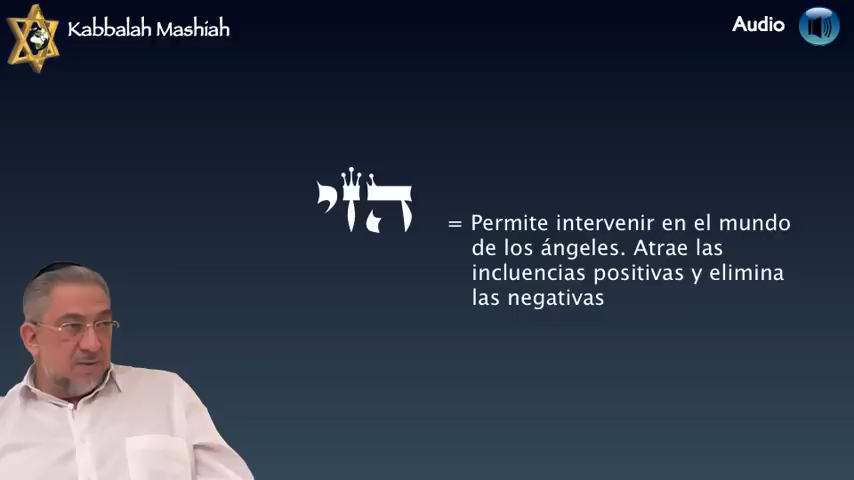 Kabbalah Mashiah
Audio
הזי
= Permite intervenir en el mundo
de los ángeles. Atrae las
incluencias positivas y elimina
las negativas